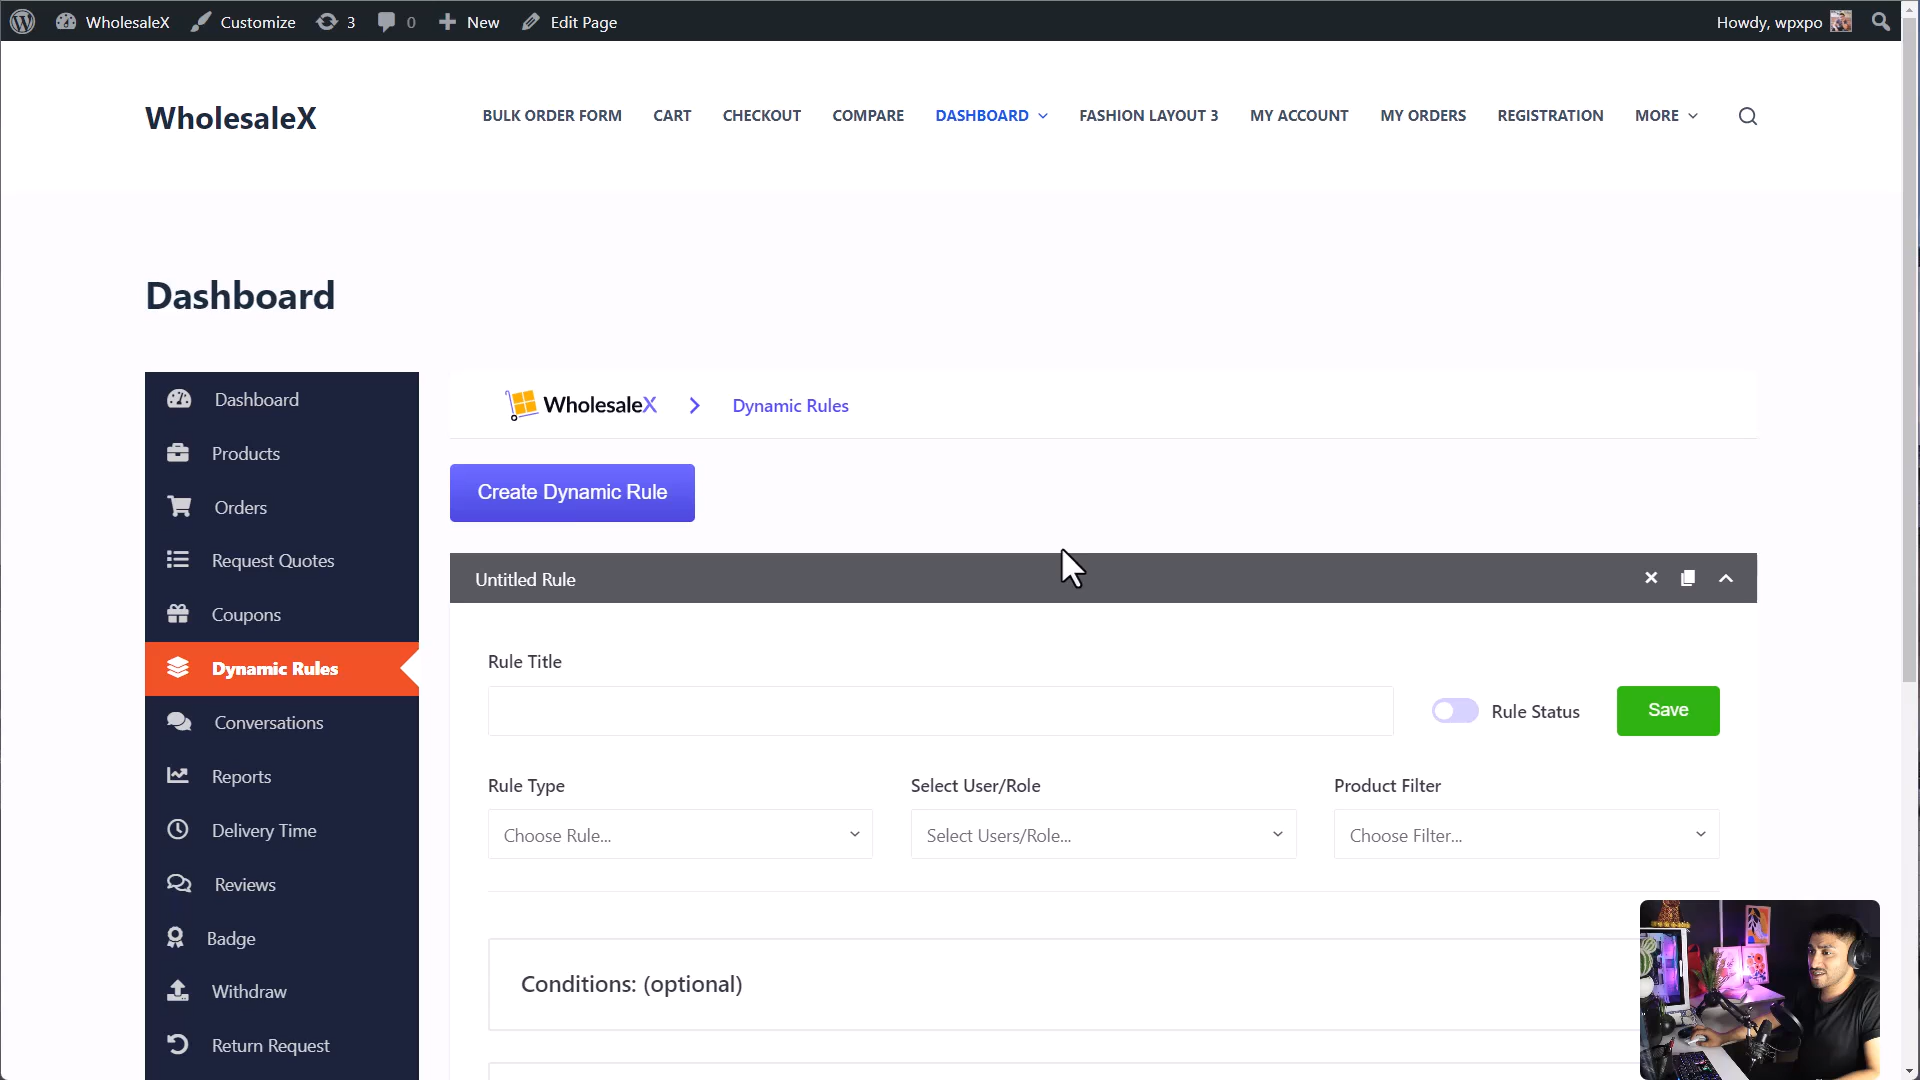 WholesaleX
Customize
3
0
New
Edit Page
Howdy, wpxpo
WholesaleX
BULK ORDER FORM
CART
CHECKOUT
COMPARE
DASHBOARD
FASHION LAYOUT 3
MY ACCOUNT
MY ORDERS
REGISTRATION
MORE
Dashboard
Dashboard
Products
Orders
Request Quotes
Coupons
Dynamic Rules
Conversations
Reports
Delivery Time
Reviews
Badge
Withdraw
Return Request
WholesaleX
Dynamic Rules
Create Dynamic Rule
Untitled Rule
Rule Title
Rule Status
Save
Rule Type
Select User/Role
Product Filter
Choose Rule...
Select Users/Role...
Choose Filter...
Conditions: (optional)